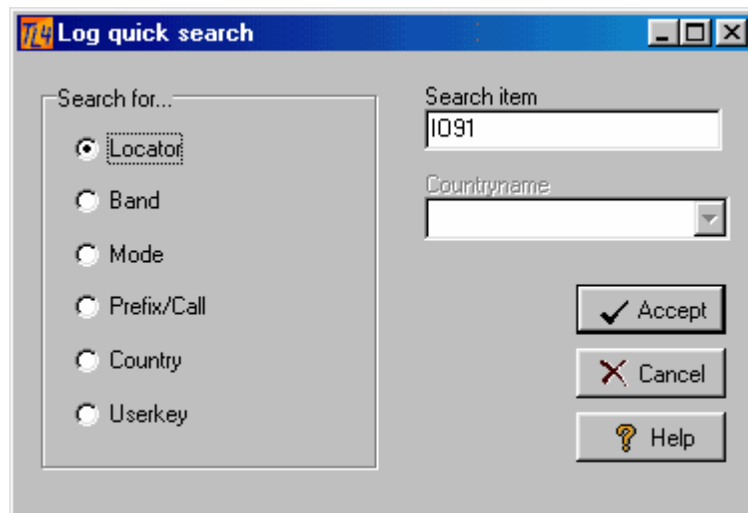 TL4 Log quick search
Search for...
Locator
Band
Mode
Prefix/Call
Country
Userkey
Search item
IO91
Countryname
Accept
Cancel
Help